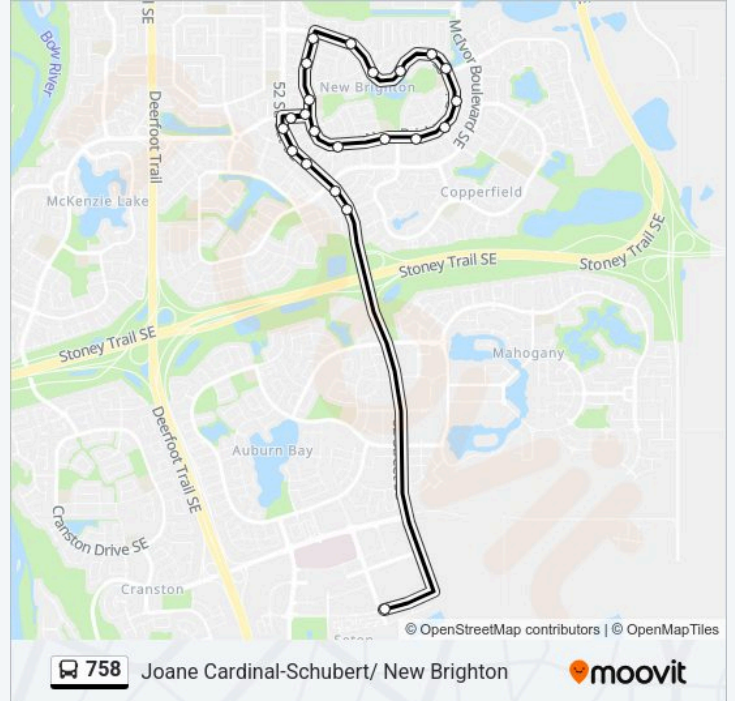 SE
Bow River
McIvor Boulevard SE
52 S
New Brighton
Deerfoot Trail
McKenzie Lake
Copperfield
Stoney Trail SE
Stoney Trail SE
Stoney Trail SE
Mahogany
Deerfoot Trail SE
Auburn Bay
Cranston Drive SE
Cranston
Seton
© OpenStreetMap contributors | © OpenMapTiles
758 Joane Cardinal-Schubert/ New Brighton moovit